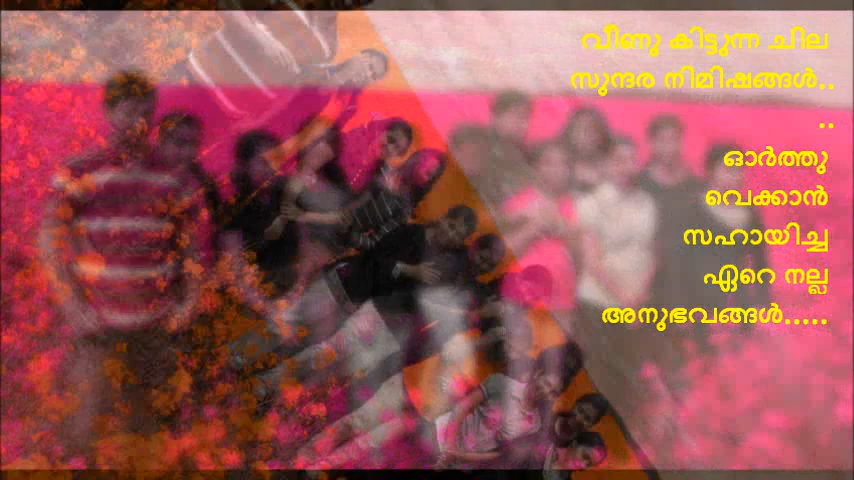 വീണു കിട്ടുന്ന ചില
സുന്ദര നിമിഷങ്ങൾ..
..
ഓർത്തു
വെക്കാൻ
സഹായിച്ച
ഏറെ നല്ല
അനുഭവങ്ങൾ.....